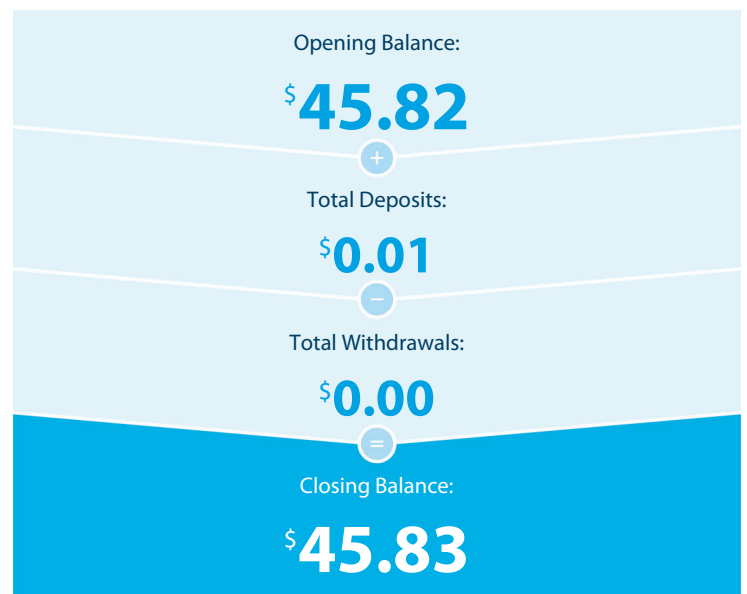 Opening Balance:
$45.82
+
Total Deposits:
$0.01
−
Total Withdrawals:
$0.00
=
Closing Balance:
$45.83